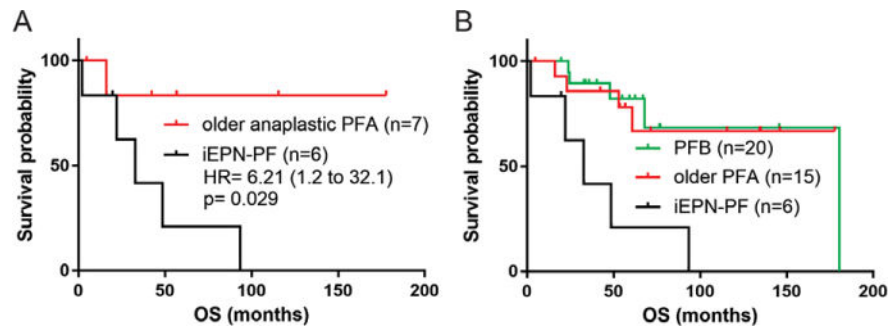 A
Survival probability
100
50
0
older anaplastic PFA (n=7)
iEPN-PF (n=6)
HR= 6.21 (1.2 to 32.1)
p= 0.029
0 50 100 150 200
OS (months)
B
Survival probability
100
50
0
PFB (n=20)
older PFA (n=15)
iEPN-PF (n=6)
0 50 100 150 200
OS (months)